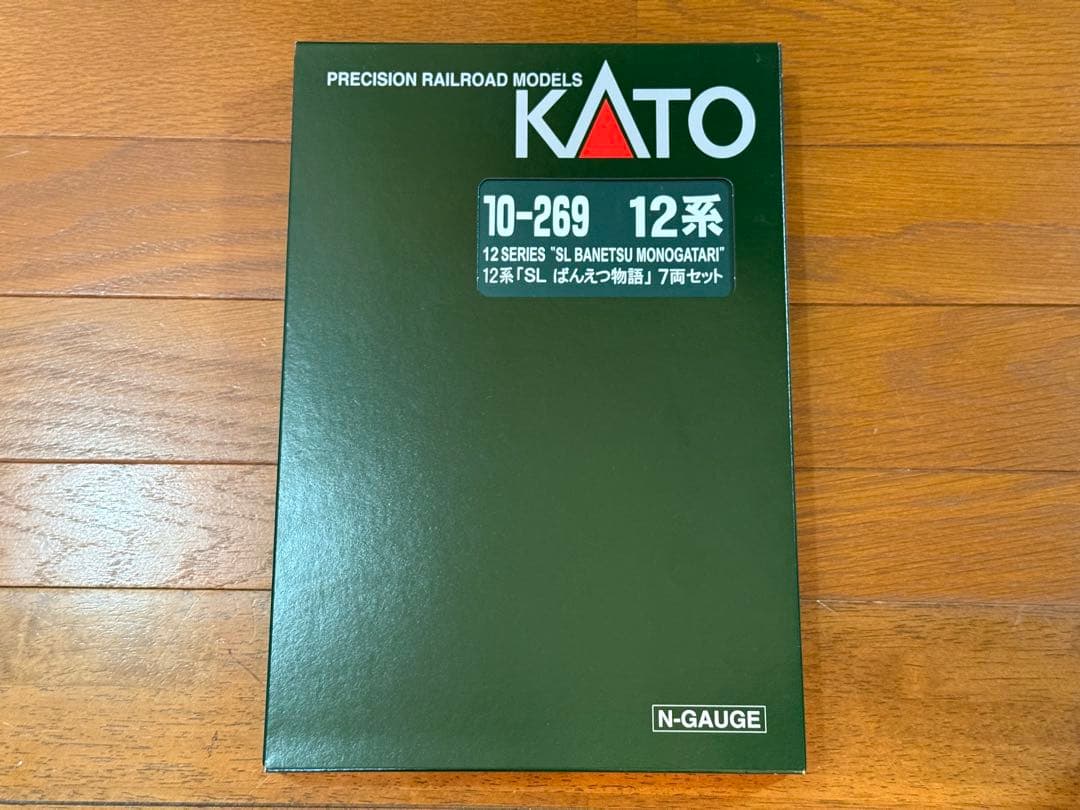 PRECISION RAILROAD MODELS
KATO
10-269 12系
12 SERIES "SL BANETSU MONOGATARI"
12系「SL ばんえつ物語」 7両セット
N-GAUGE